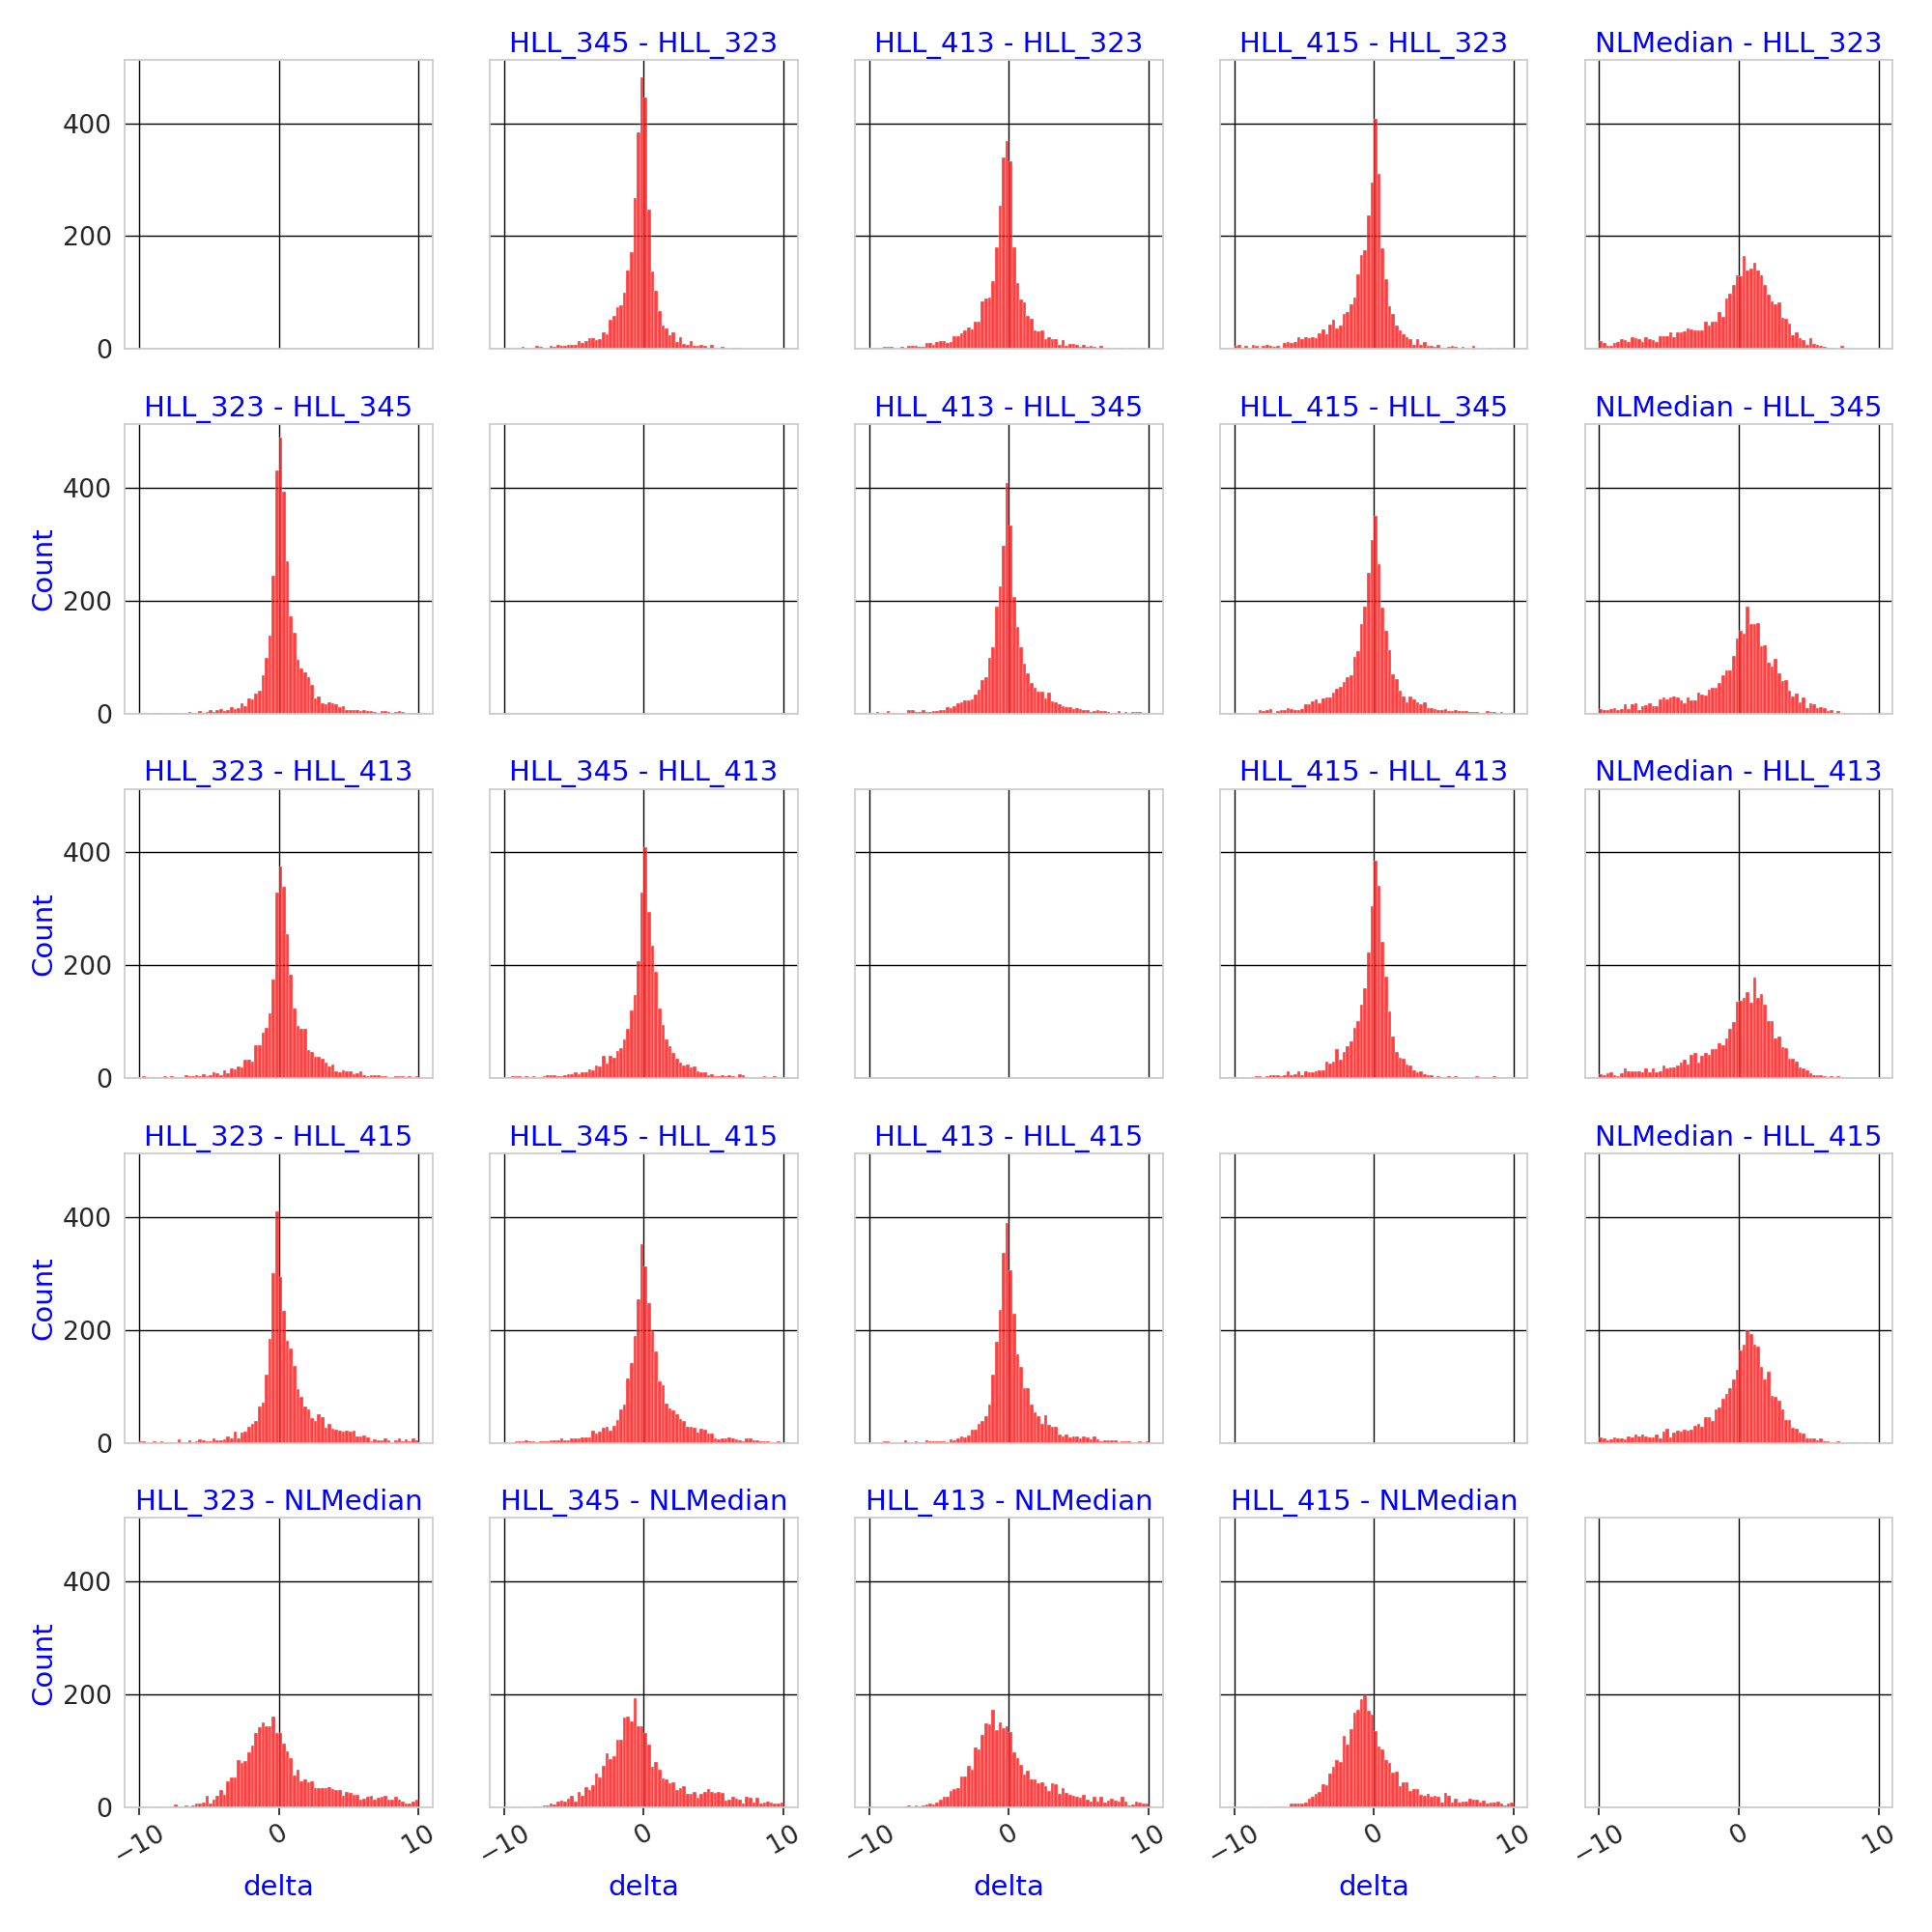 HLL_345 - HLL_323
HLL_413 - HLL_323
HLL_415 - HLL_323
NLMedian - HLL_323
400
200
0
HLL_323 - HLL_345
HLL_413 - HLL_345
HLL_415 - HLL_345
NLMedian - HLL_345
Count
400
200
0
HLL_323 - HLL_413
HLL_345 - HLL_413
HLL_415 - HLL_413
NLMedian - HLL_413
Count
400
200
0
HLL_323 - HLL_415
HLL_345 - HLL_415
HLL_413 - HLL_415
NLMedian - HLL_415
Count
400
200
0
HLL_323 - NLMedian
HLL_345 - NLMedian
HLL_413 - NLMedian
HLL_415 - NLMedian
Count
400
200
0
−10 0 10
−10 0 10
−10 0 10
−10 0 10
−10 0 10
delta
delta
delta
delta